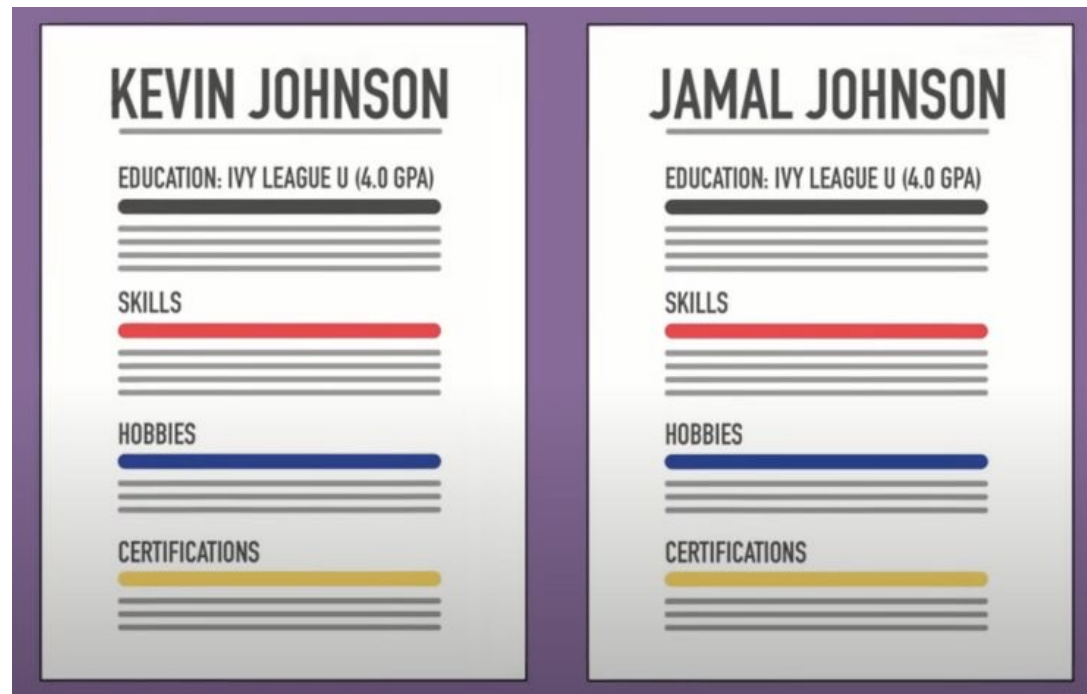 KEVIN JOHNSON
EDUCATION: IVY LEAGUE U (4.0 GPA)
SKILLS
HOBBIES
CERTIFICATIONS
JAMAL JOHNSON
EDUCATION: IVY LEAGUE U (4.0 GPA)
SKILLS
HOBBIES
CERTIFICATIONS